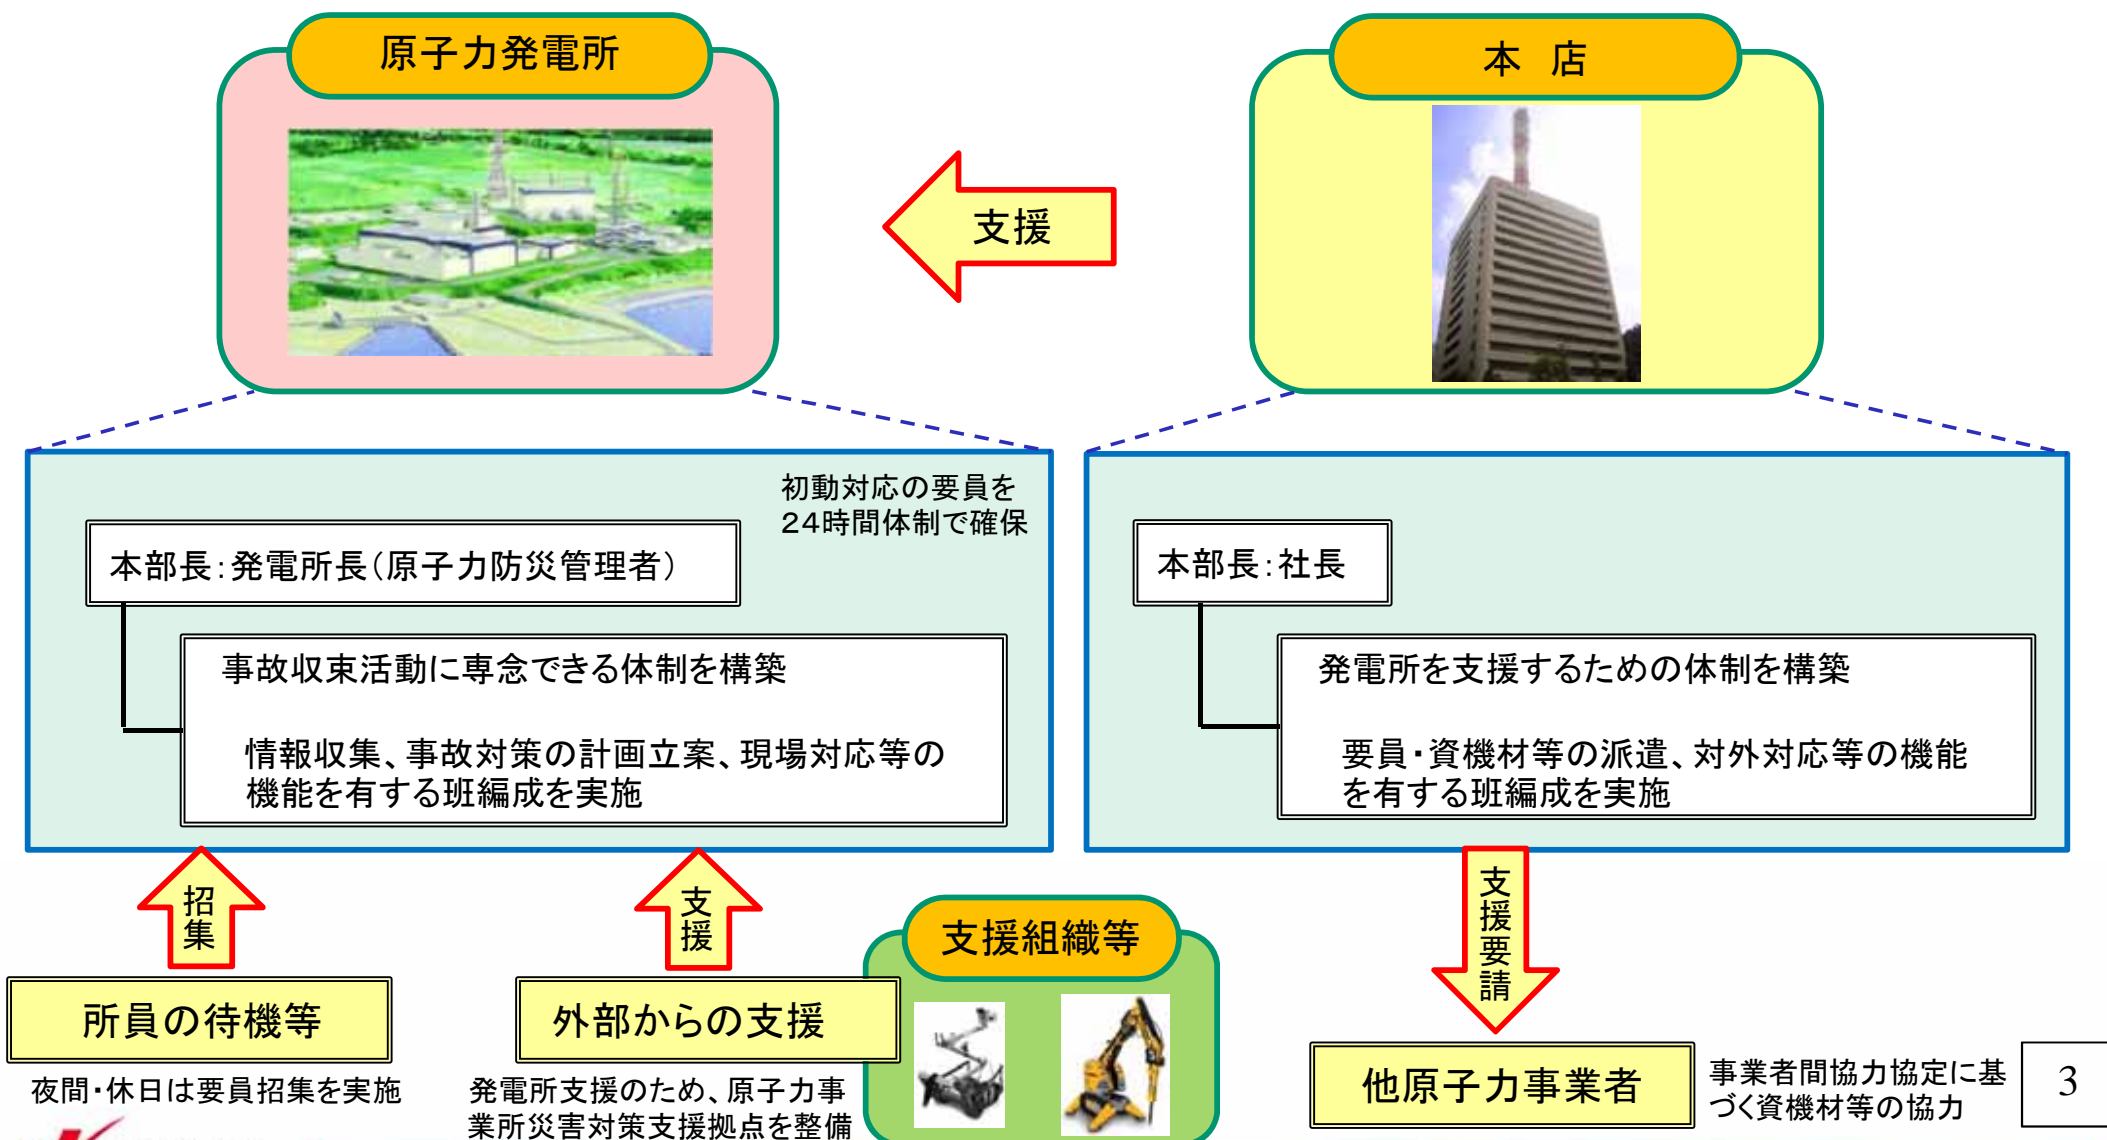 原子力発電所
本 店
支援
初動対応の要員を
24時間体制で確保
本部長：発電所長（原子力防災管理者）
事故収束活動に専念できる体制を構築
情報収集、事故対策の計画立案、現場対応等の
機能を有する班編成を実施
本部長：社長
発電所を支援するための体制を構築
要員・資機材等の派遣、対外対応等の機能
を有する班編成を実施
招集
支援
支援要請
支援組織等
所員の待機等
夜間・休日は要員招集を実施
外部からの支援
発電所支援のため、原子力事
業所災害対策支援拠点を整備
他原子力事業者
事業者間協力協定に基
づく資機材等の協力
3